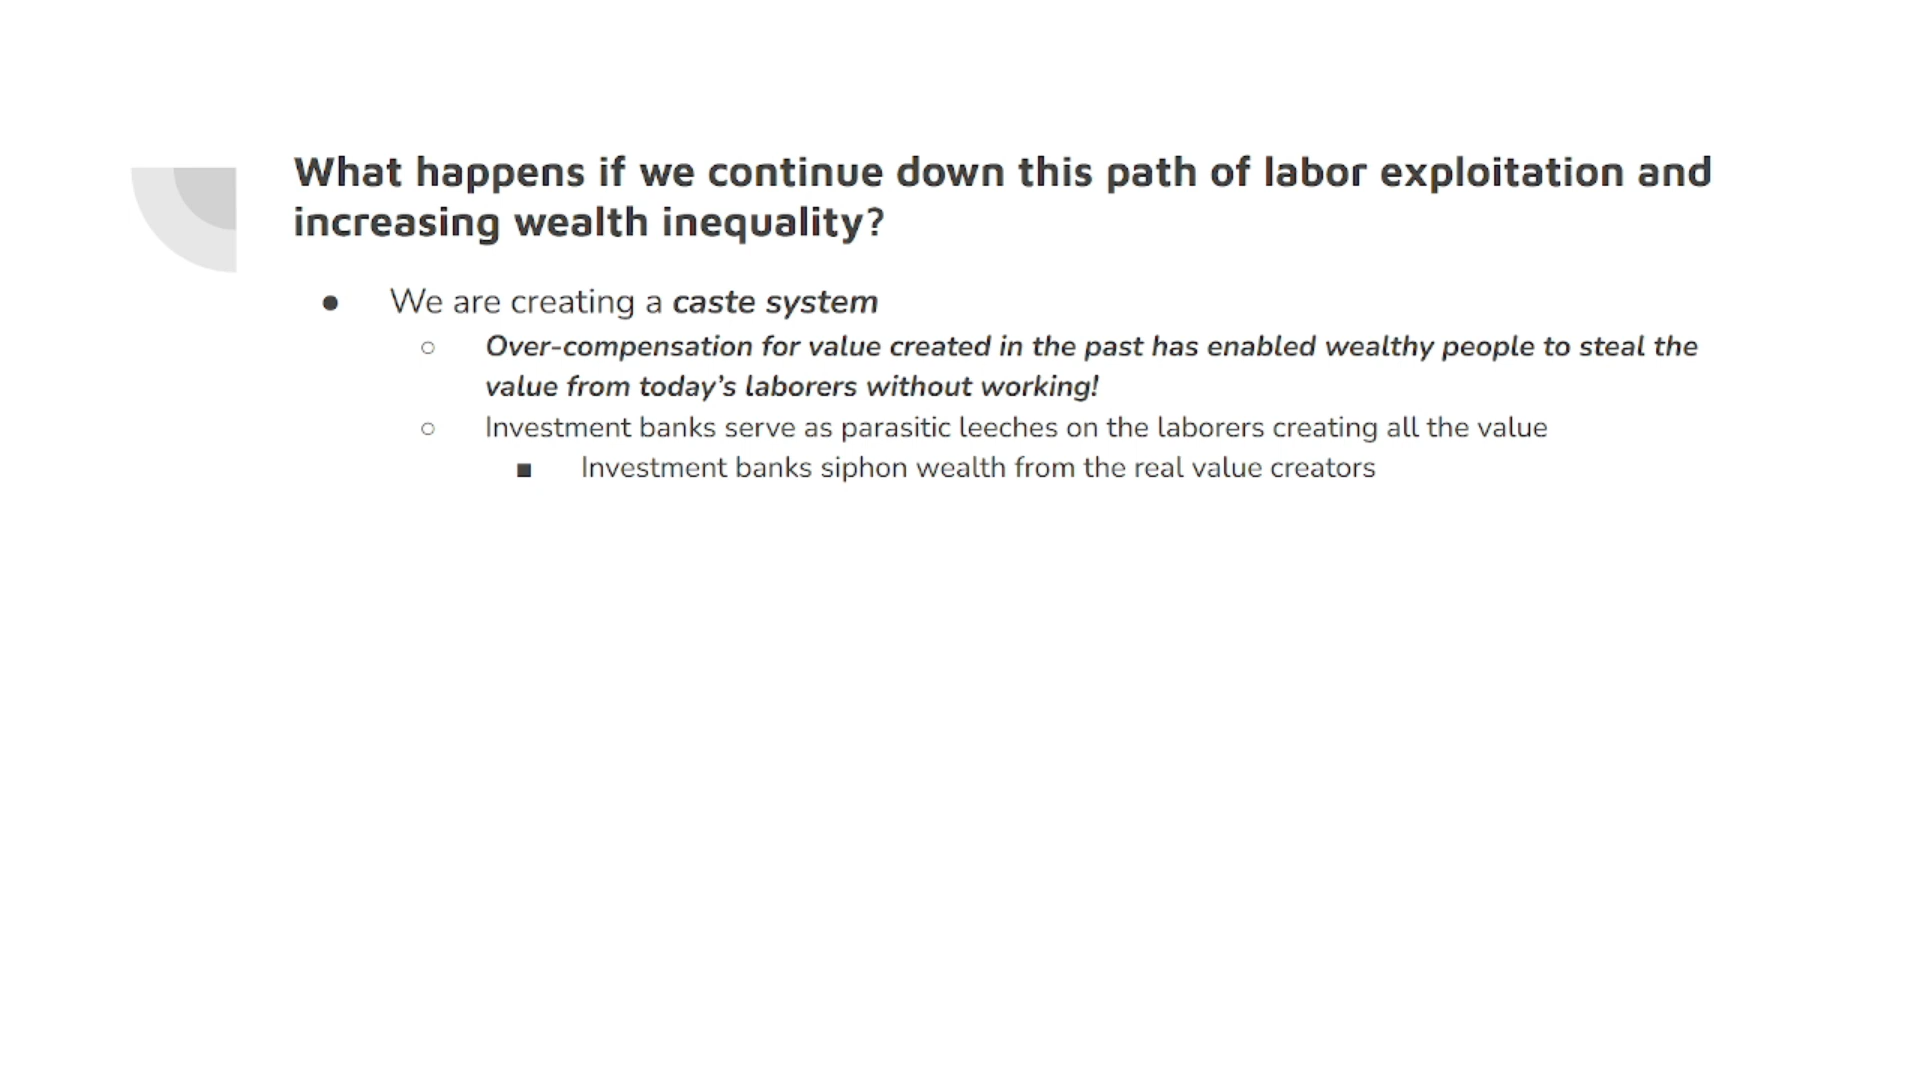 What happens if we continue down this path of labor exploitation and
increasing wealth inequality?
● We are creating a caste system
○ Over-compensation for value created in the past has enabled wealthy people to steal the
value from today’s laborers without working!
○ Investment banks serve as parasitic leeches on the laborers creating all the value
■ Investment banks siphon wealth from the real value creators